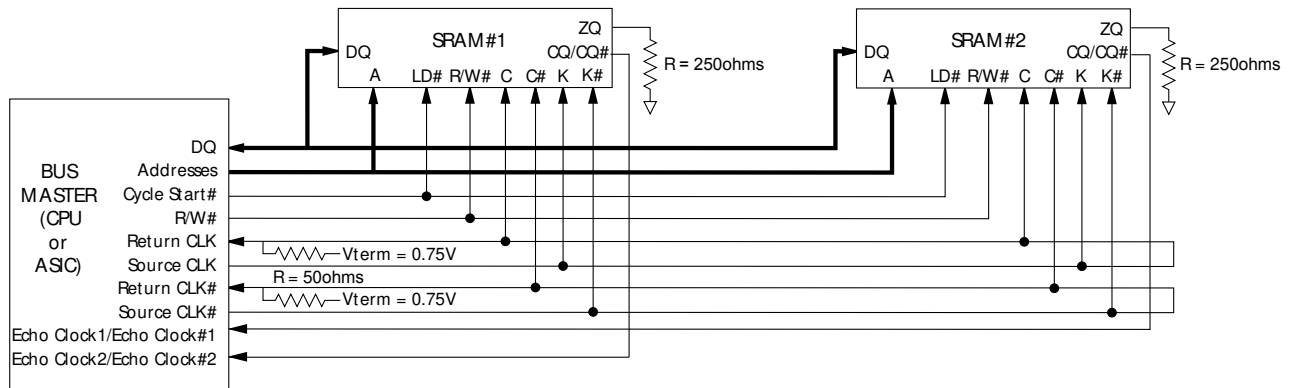 SRAM#1
ZQ
DQ
CQ/CQ#
A
LD# R/W# C C# K K#
R = 250ohms
SRAM#2
ZQ
DQ
CQ/CQ#
A
LD# R/W# C C# K K#
R = 250ohms
BUS
MASTER
(CPU
or
ASIC)
DQ
Addresses
Cycle Start#
R/W#
Return CLK
Source CLK
Return CLK#
Source CLK#
Echo Clock1/Echo Clock#1
Echo Clock2/Echo Clock#2
Vterm = 0.75V
R = 50ohms
Vterm = 0.75V